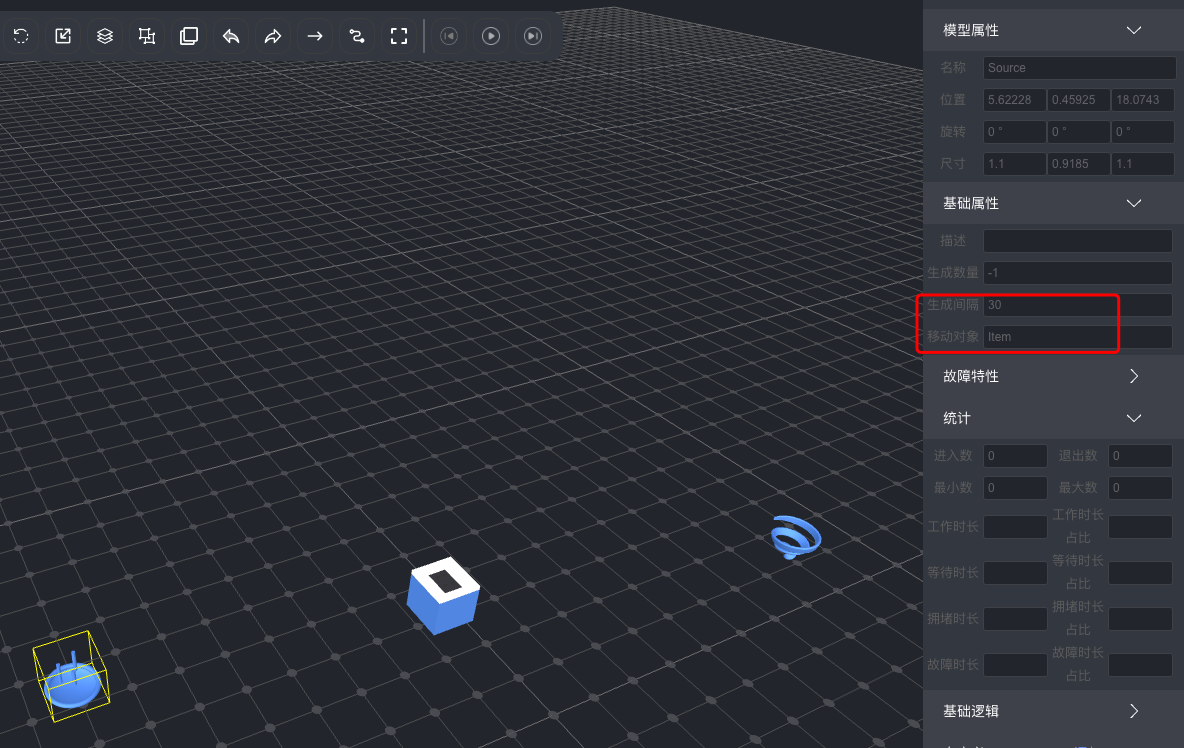 模型属性
名称 Source
位置 5.62228 0.45925 18.0743
旋转 0 ° 0 ° 0 °
尺寸 1.1 0.9185 1.1
基础属性
描述
生成数量 -1
生成间隔 30
移动对象 Item
故障特性
统计
进入数 0 退出数 0
最小数 0 最大数 0
工作时长 工作时长
占比
等待时长 等待时长
占比
拥堵时长 拥堵时长
占比
故障时长 故障时长
占比
基础逻辑